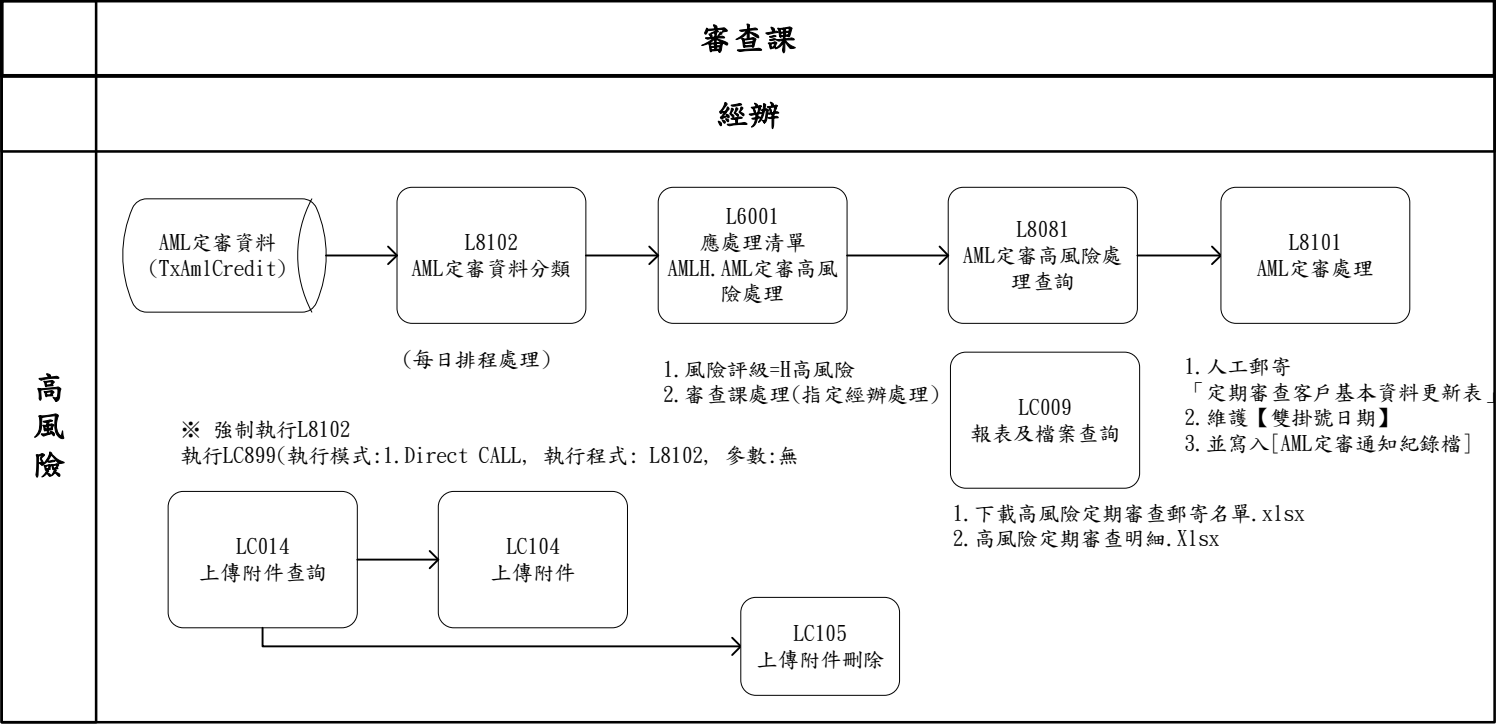 審查課
經辦
高
風
險
AML定審資料
(TxAmlCredit)
L8102
AML定審資料分類
(每日排程處理)
L6001
應處理清單
AMLH.AML定審高風
險處理
1.風險評級=H高風險
2.審查課處理(指定經辦處理)
L8081
AML定審高風險處
理查詢
L8101
AML定審處理
1.人工郵寄
「定期審查客戶基本資料更新表」
2.維護【雙掛號日期】
3.並寫入[AML定審通知紀錄檔]
LC009
報表及檔案查詢
1.下載高風險定期審查郵寄名單.xlsx
2.高風險定期審查明細.Xlsx
※ 強制執行L8102
執行LC899(執行模式:1.Direct CALL, 執行程式: L8102, 參數:無
LC014
上傳附件查詢
LC104
上傳附件
LC105
上傳附件刪除